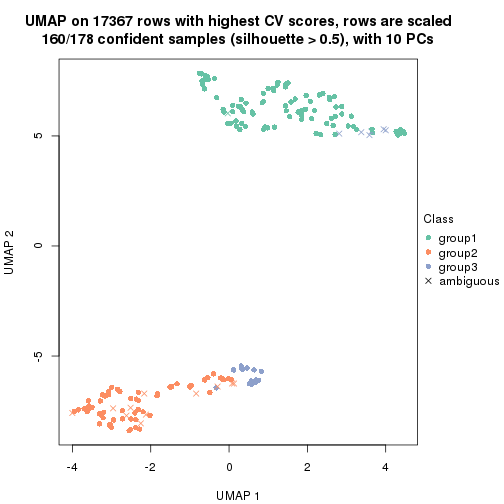 UMAP on 17367 rows with highest CV scores, rows are scaled
160/178 confident samples (silhouette > 0.5), with 10 PCs
5
0
-5
UMAP 2
-4
-2
0
2
4
UMAP 1
Class
group1
group2
group3
ambiguous